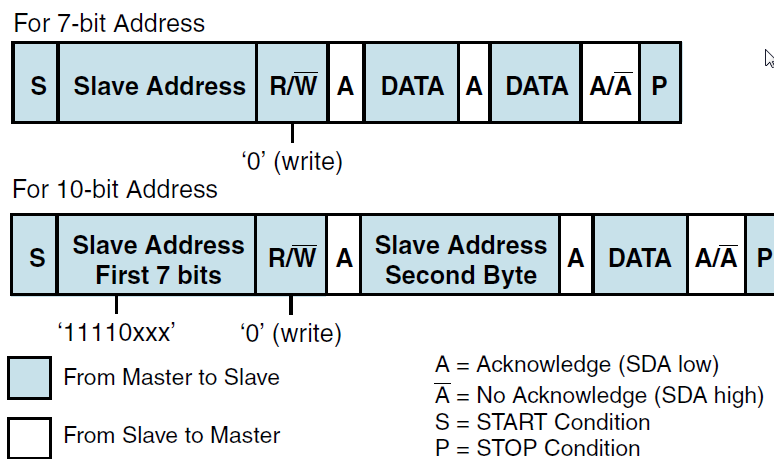 For 7-bit Address
S Slave Address R/W̅ A DATA A DATA A/A̅ P
‘0’ (write)
For 10-bit Address
S Slave Address First 7 bits R/W̅ A Slave Address Second Byte A DATA A/A̅ P
‘11110xxx’ ‘0’ (write)
From Master to Slave
From Slave to Master
A = Acknowledge (SDA low)
A̅ = No Acknowledge (SDA high)
S = START Condition
P = STOP Condition